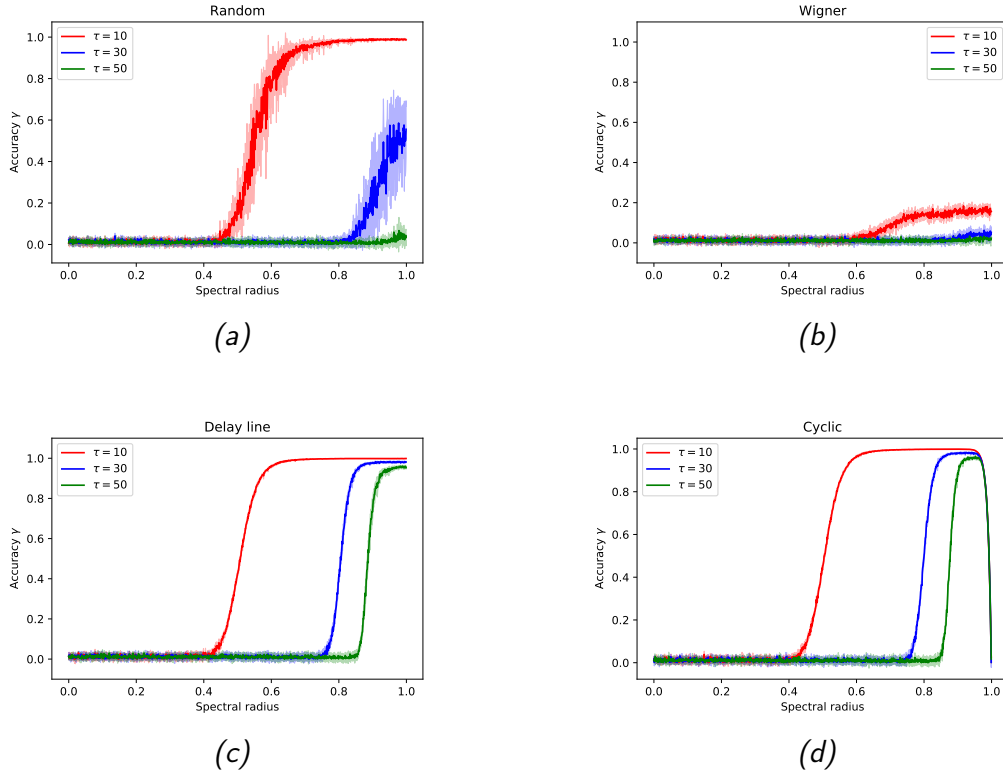 Random
Accuracy γ
1.0
0.8
0.6
0.4
0.2
0.0
τ = 10
τ = 30
τ = 50
0.0 0.2 0.4 0.6 0.8 1.0
Spectral radius
(a)
Wigner
Accuracy γ
1.0
0.8
0.6
0.4
0.2
0.0
τ = 10
τ = 30
τ = 50
0.0 0.2 0.4 0.6 0.8 1.0
Spectral radius
(b)
Delay line
Accuracy γ
1.0
0.8
0.6
0.4
0.2
0.0
τ = 10
τ = 30
τ = 50
0.0 0.2 0.4 0.6 0.8 1.0
Spectral radius
(c)
Cyclic
Accuracy γ
1.0
0.8
0.6
0.4
0.2
0.0
τ = 10
τ = 30
τ = 50
0.0 0.2 0.4 0.6 0.8 1.0
Spectral radius
(d)